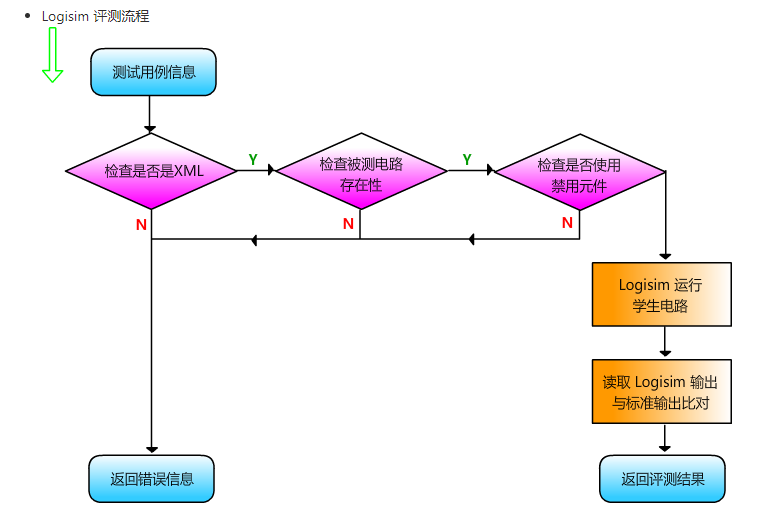 Logisim 评测流程
测试用例信息
检查是否是XML
Y
检查被测电路
存在性
Y
检查是否使用
禁用元件
N
N
N
Logisim 运行
学生电路
读取 Logisim 输出
与标准输出比对
返回错误信息
返回评测结果